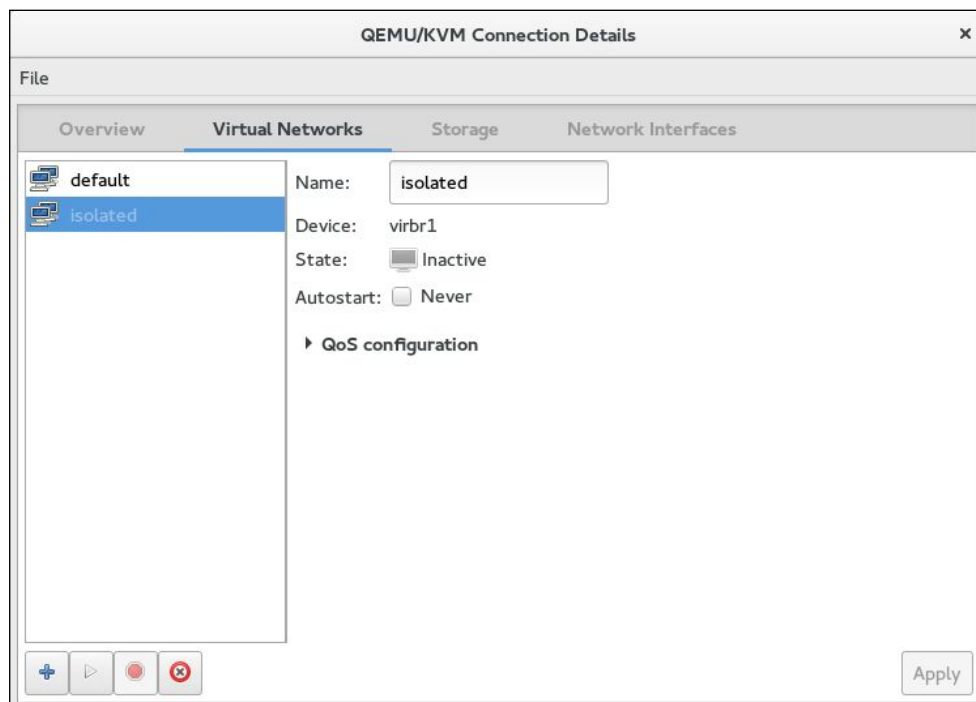 QEMU/KVM Connection Details
File
Overview Virtual Networks Storage Network Interfaces
default
isolated
Name: isolated
Device: virbr1
State: Inactive
Autostart: Never
QoS configuration
Apply